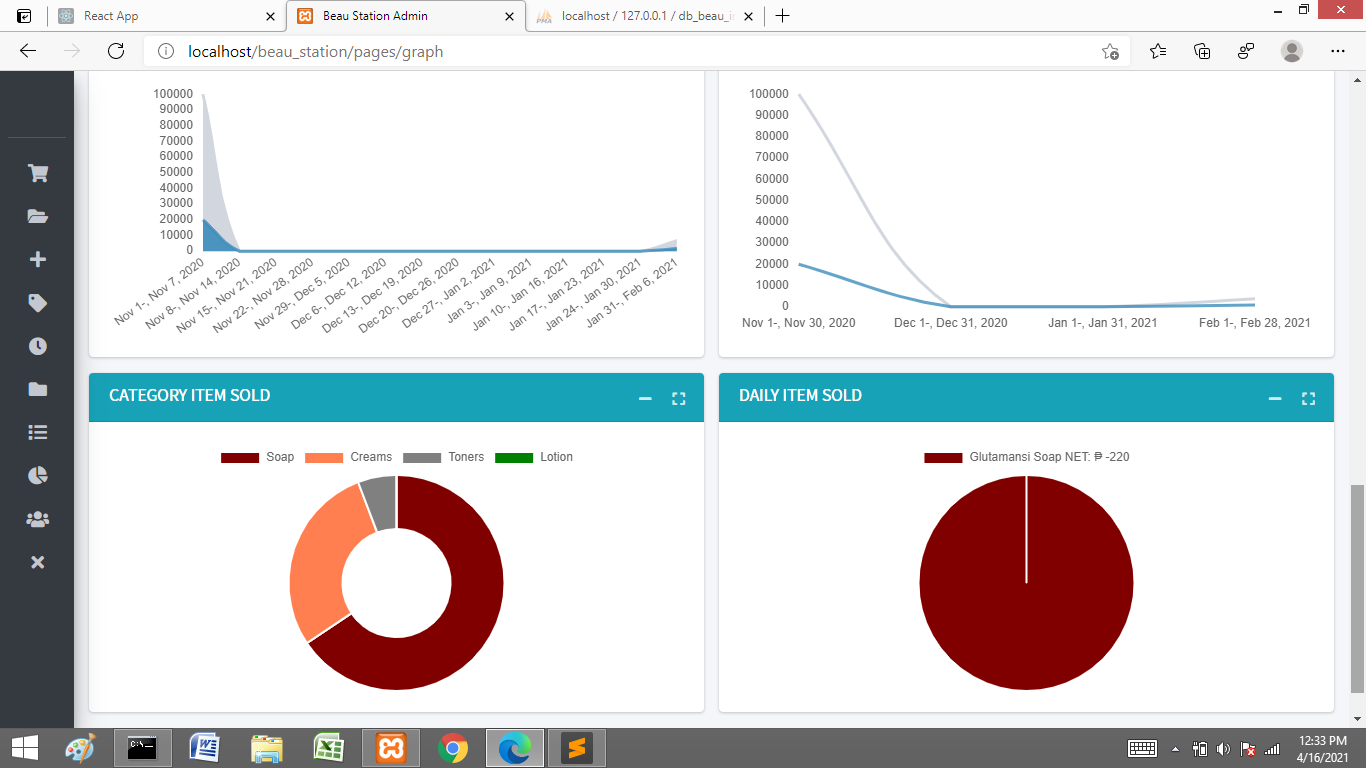 React App
Beau Station Admin
localhost / 127.0.0.1 / db_beau_i
localhost/beau_station/pages/graph
100000
90000
80000
70000
60000
50000
40000
30000
20000
10000
0
Nov 1-, Nov 7, 2020
Nov 8-, Nov 14, 2020
Nov 15-, Nov 21, 2020
Nov 22-, Nov 28, 2020
Nov 29-, Dec 5, 2020
Dec 6-, Dec 12, 2020
Dec 13-, Dec 19, 2020
Dec 20-, Dec 26, 2020
Dec 27-, Jan 2, 2021
Jan 3-, Jan 9, 2021
Jan 10-, Jan 16, 2021
Jan 17-, Jan 23, 2021
Jan 24-, Jan 30, 2021
Jan 31-, Feb 6, 2021
100000
90000
80000
70000
60000
50000
40000
30000
20000
10000
0
Nov 1-, Nov 30, 2020
Dec 1-, Dec 31, 2020
Jan 1-, Jan 31, 2021
Feb 1-, Feb 28, 2021
CATEGORY ITEM SOLD
Soap Creams Toners Lotion
DAILY ITEM SOLD
Glutamansi Soap NET: ₱ -220
12:33 PM
4/16/2021